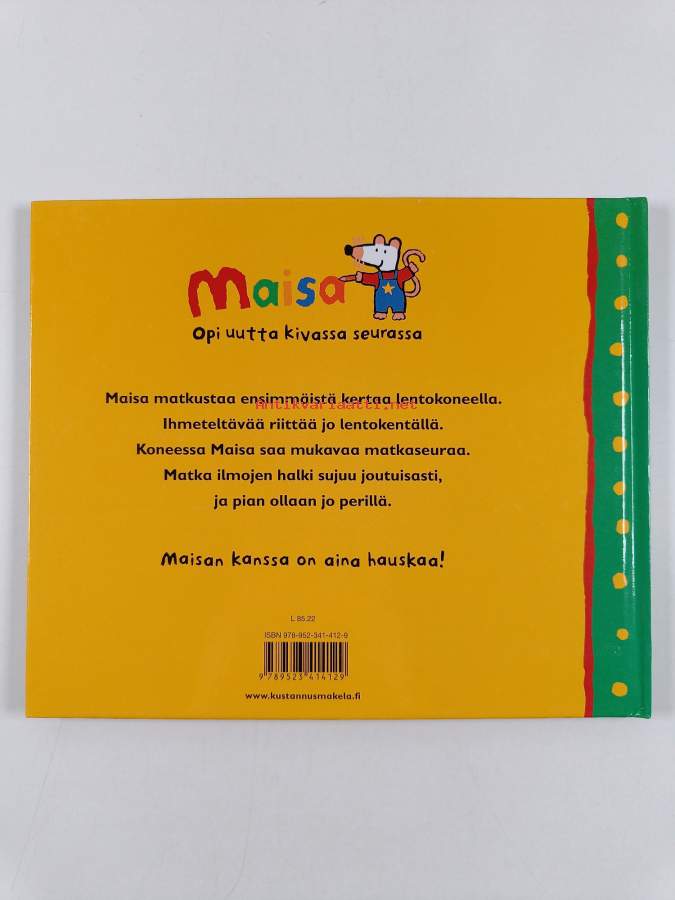 Maisa
Opi uutta kivassa seurassa
Maisa matkustaa ensimmäistä kertaa lentokoneella.
Antikvariaatti.net
Ihmeteltävää riittää jo lentokentällä.
Koneessa Maisa saa mukavaa matkaseuraa.
Matka ilmojen halki sujuu joutuisasti,
ja pian ollaan jo perillä.
Maisan kanssa on aina hauskaa!
L 85.22
ISBN 978-952-341-412-9
9 789523 414129
www.kustannusmakela.fi